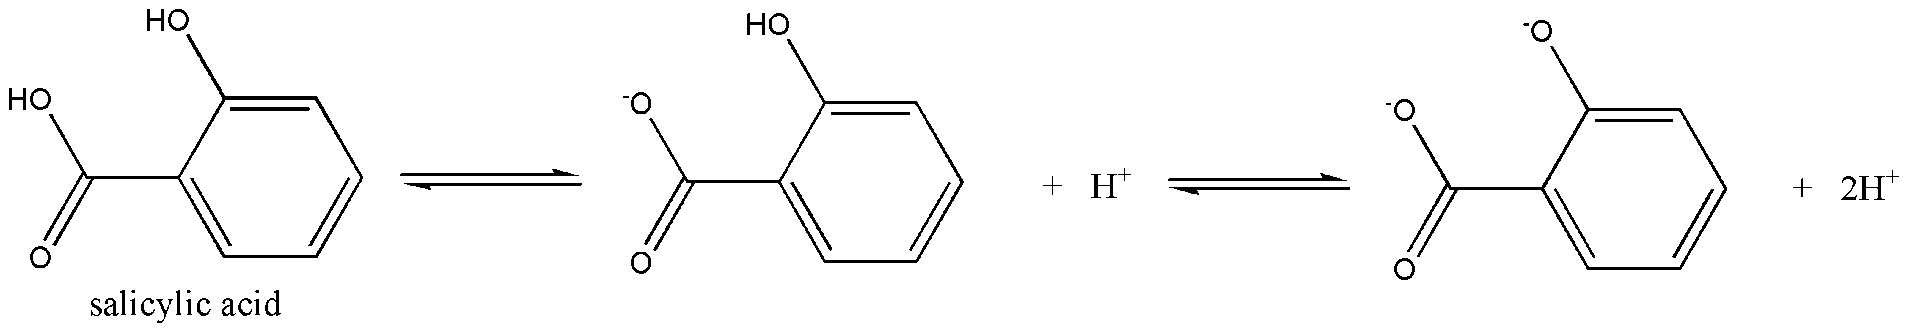 HO
HO
O
salicylic acid
HO
-O
O
+ H+
-O
-O
O
+ 2H+